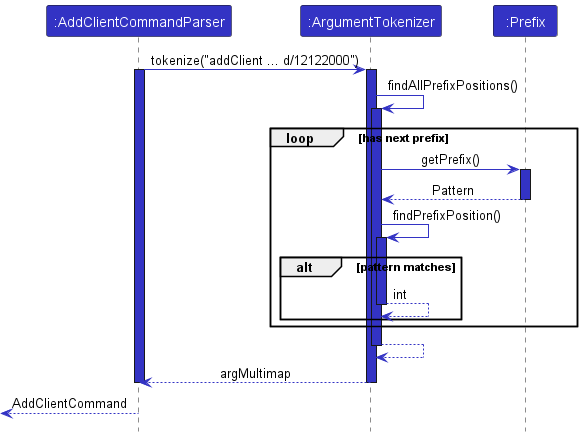 :AddClientCommandParser
:ArgumentTokenizer
:Prefix
tokenize("addClient ... d/12122000")
findAllPrefixPositions()
loop
[has next prefix]
getPrefix()
Pattern
findPrefixPosition()
alt
[pattern matches]
int
argMultimap
AddClientCommand